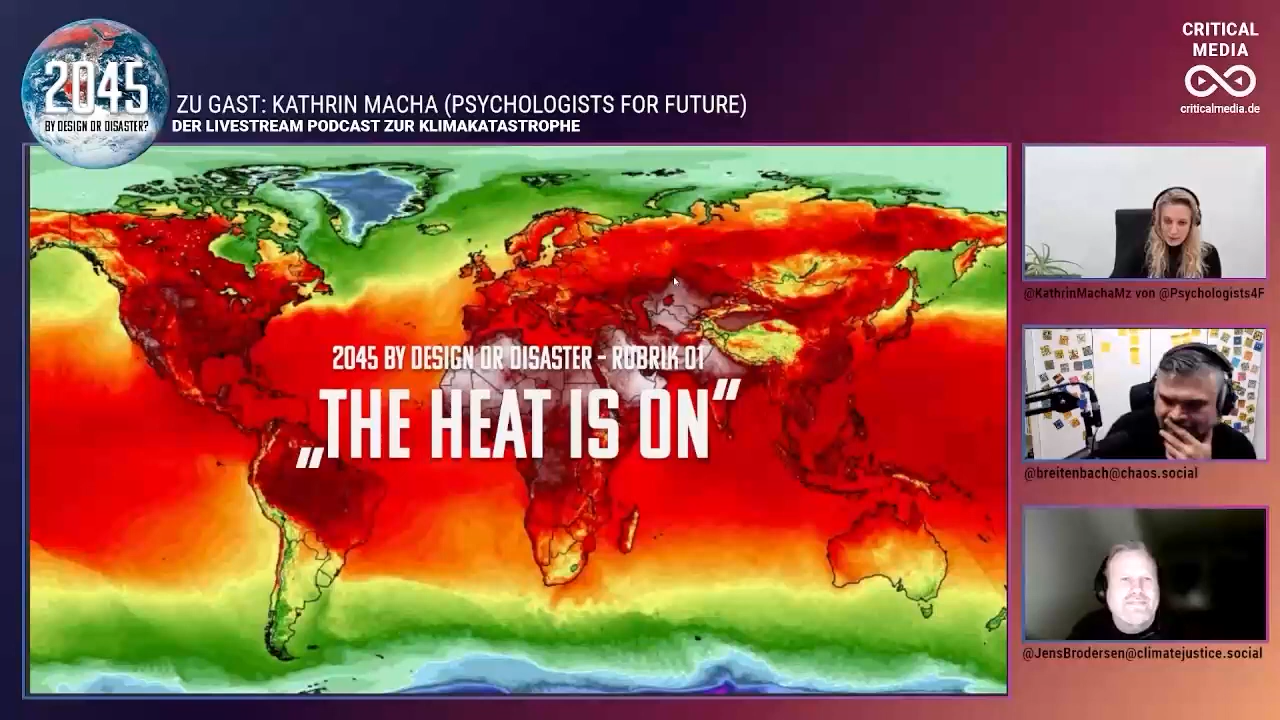 2045
BY DESIGN OR DISASTER?
ZU GAST: KATHRIN MACHA (PSYCHOLOGISTS FOR FUTURE)
DER LIVESTREAM PODCAST ZUR KLIMAKATASTROPHE
CRITICAL
MEDIA
criticalmedia.de
2045 BY DESIGN OR DISASTER - RUBRIK 01
„THE HEAT IS ON“
@KathrinMachaMz von @Psychologists4F
@breitenbach@chaos.social
@JensBrodersen@climatejustice.social